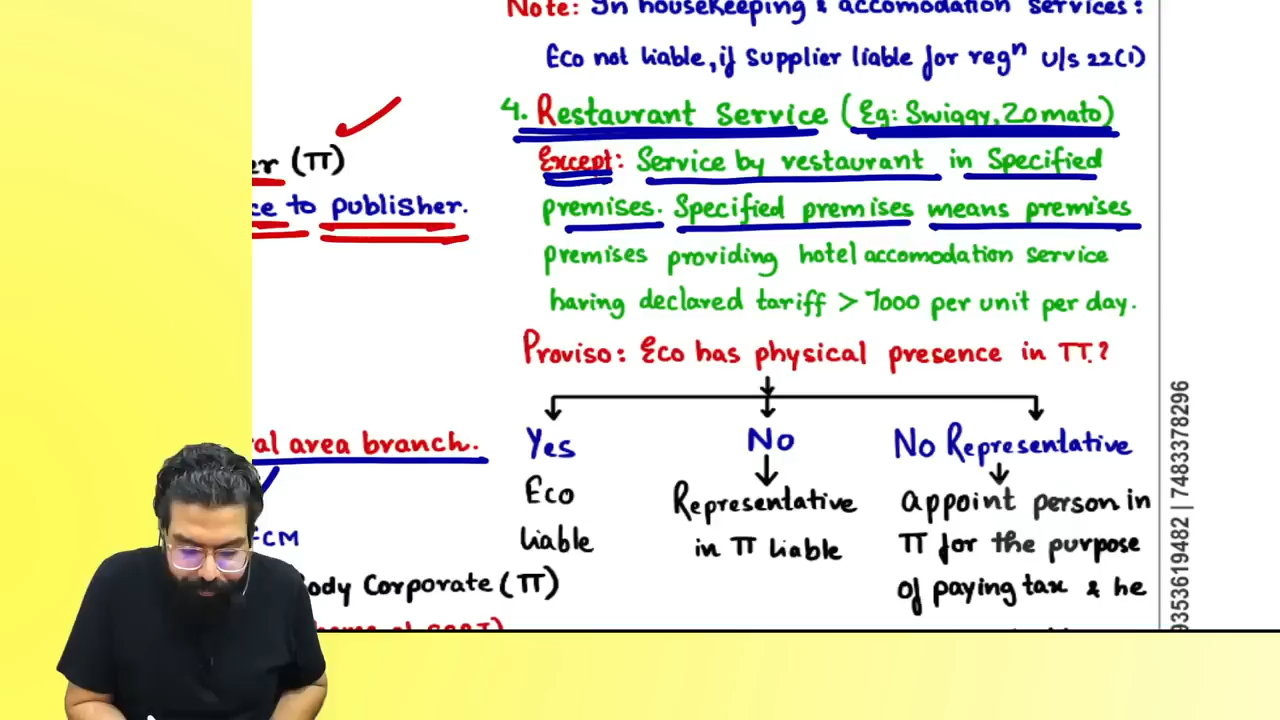 Note: In housekeeping & accomodation services:
Eco not liable, if supplier liable for regⁿ u/s 22(1)
4. Restaurant Service (Eg: Swiggy, Zomato)
Except: Service by restaurant in Specified
premises. Specified premises means premises
premises providing hotel accomodation service
having declared tariff > 7000 per unit per day.
Proviso: Eco has physical presence in TT?
Yes
Eco
liable
No
Representative
in TT liable
No Representative
appoint person in
TT for the purpose
of paying tax & he
er (TT)
ce to publisher.
al area branch.
FCM
ody Corporate (TT)
9353619482 | 7483378296